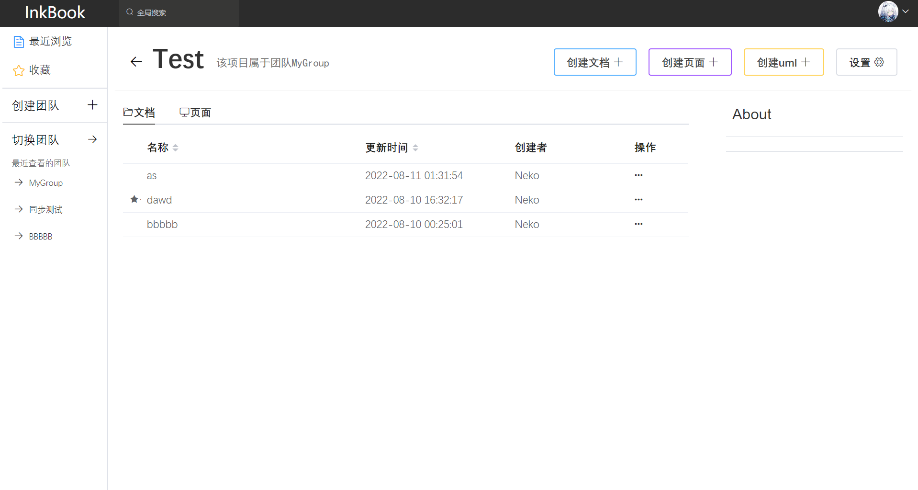 InkBook
全局搜索
最近浏览
收藏
创建团队
切换团队
最近查看的团队
MyGroup
同步测试
BBBBB
Test 该项目属于团队MyGroup
创建文档 创建页面 创建uml 设置
文档 页面
名称 更新时间 创建者 操作
as 2022-08-11 01:31:54 Neko
dawd 2022-08-10 16:32:17 Neko
bbbbb 2022-08-10 00:25:01 Neko
About